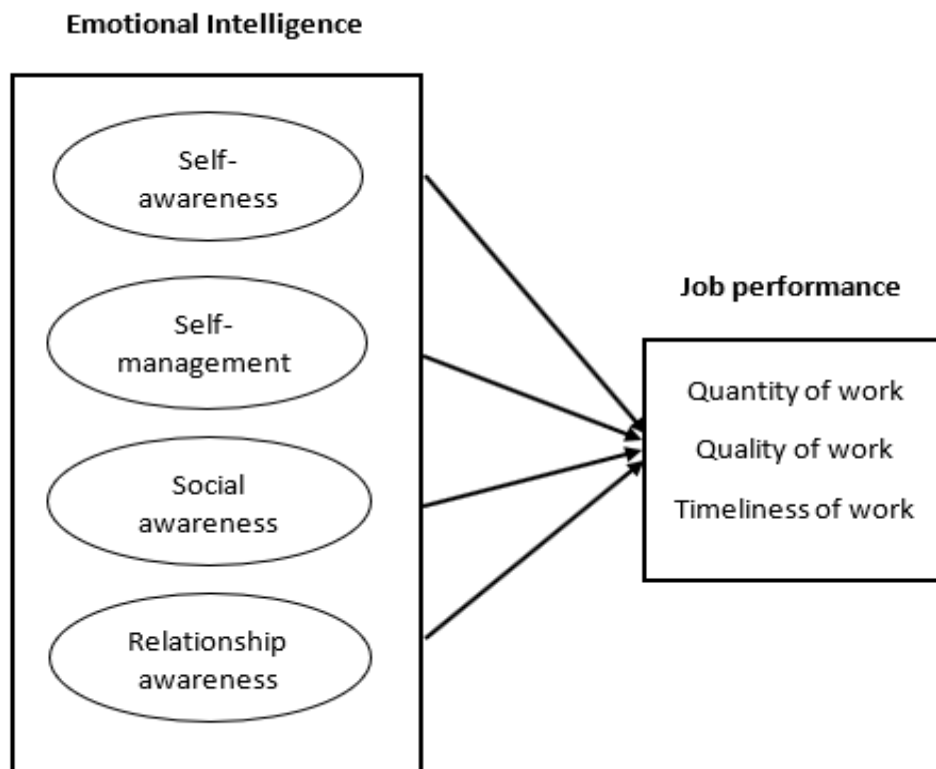 Emotional Intelligence
Self-
awareness
Self-
management
Social
awareness
Relationship
awareness
Job performance
Quantity of work
Quality of work
Timeliness of work